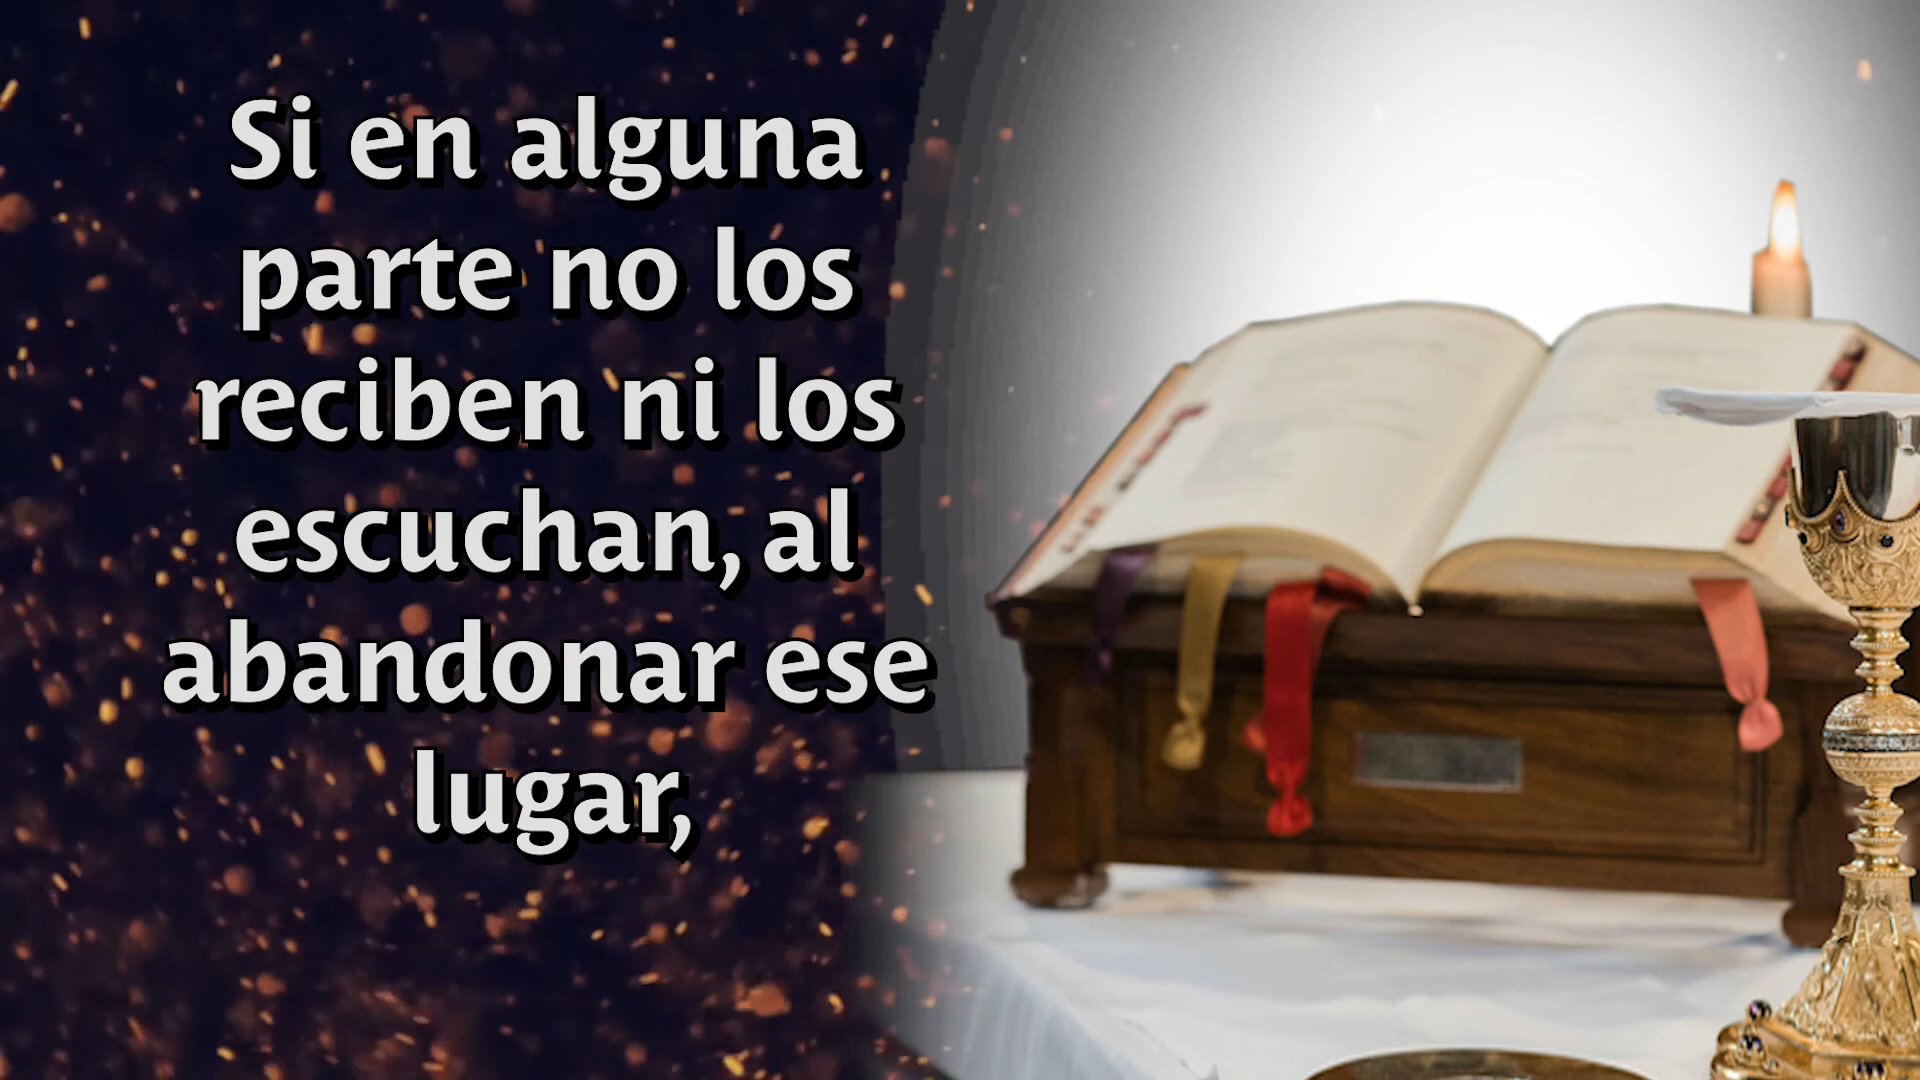 Si en alguna
parte no los
reciben ni los
escuchan, al
abandonar ese
lugar,